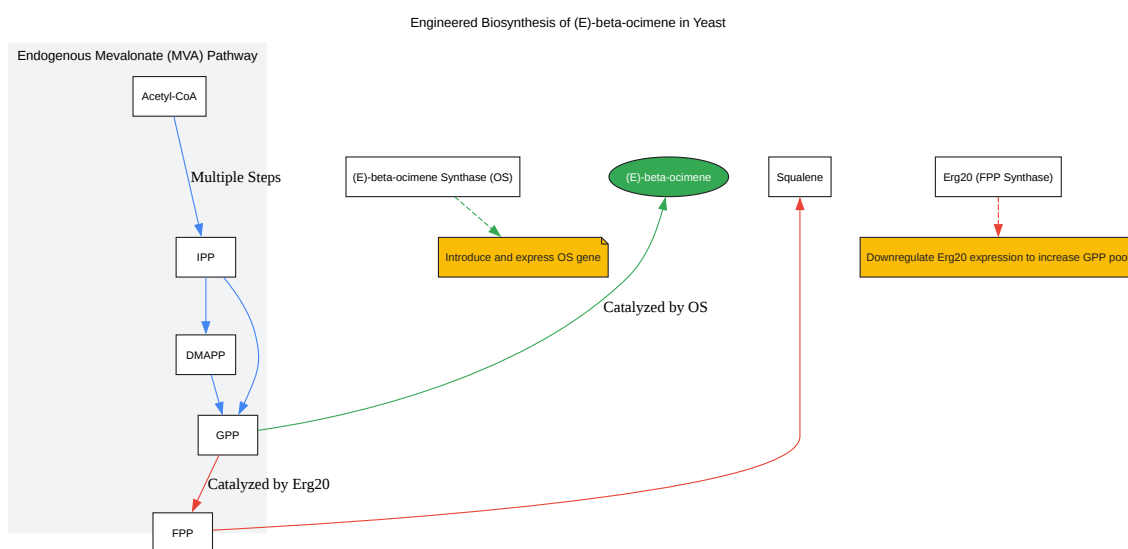 Engineered Biosynthesis of (E)-beta-ocimene in Yeast
Endogenous Mevalonate (MVA) Pathway
Acetyl-CoA
Multiple Steps
(E)-beta-ocimene Synthase (OS)
(E)-beta-ocimene
Squalene
Erg20 (FPP Synthase)
IPP
Introduce and express OS gene
Downregulate Erg20 expression to increase GPP pool
Catalyzed by OS
DMAPP
GPP
Catalyzed by Erg20
FPP